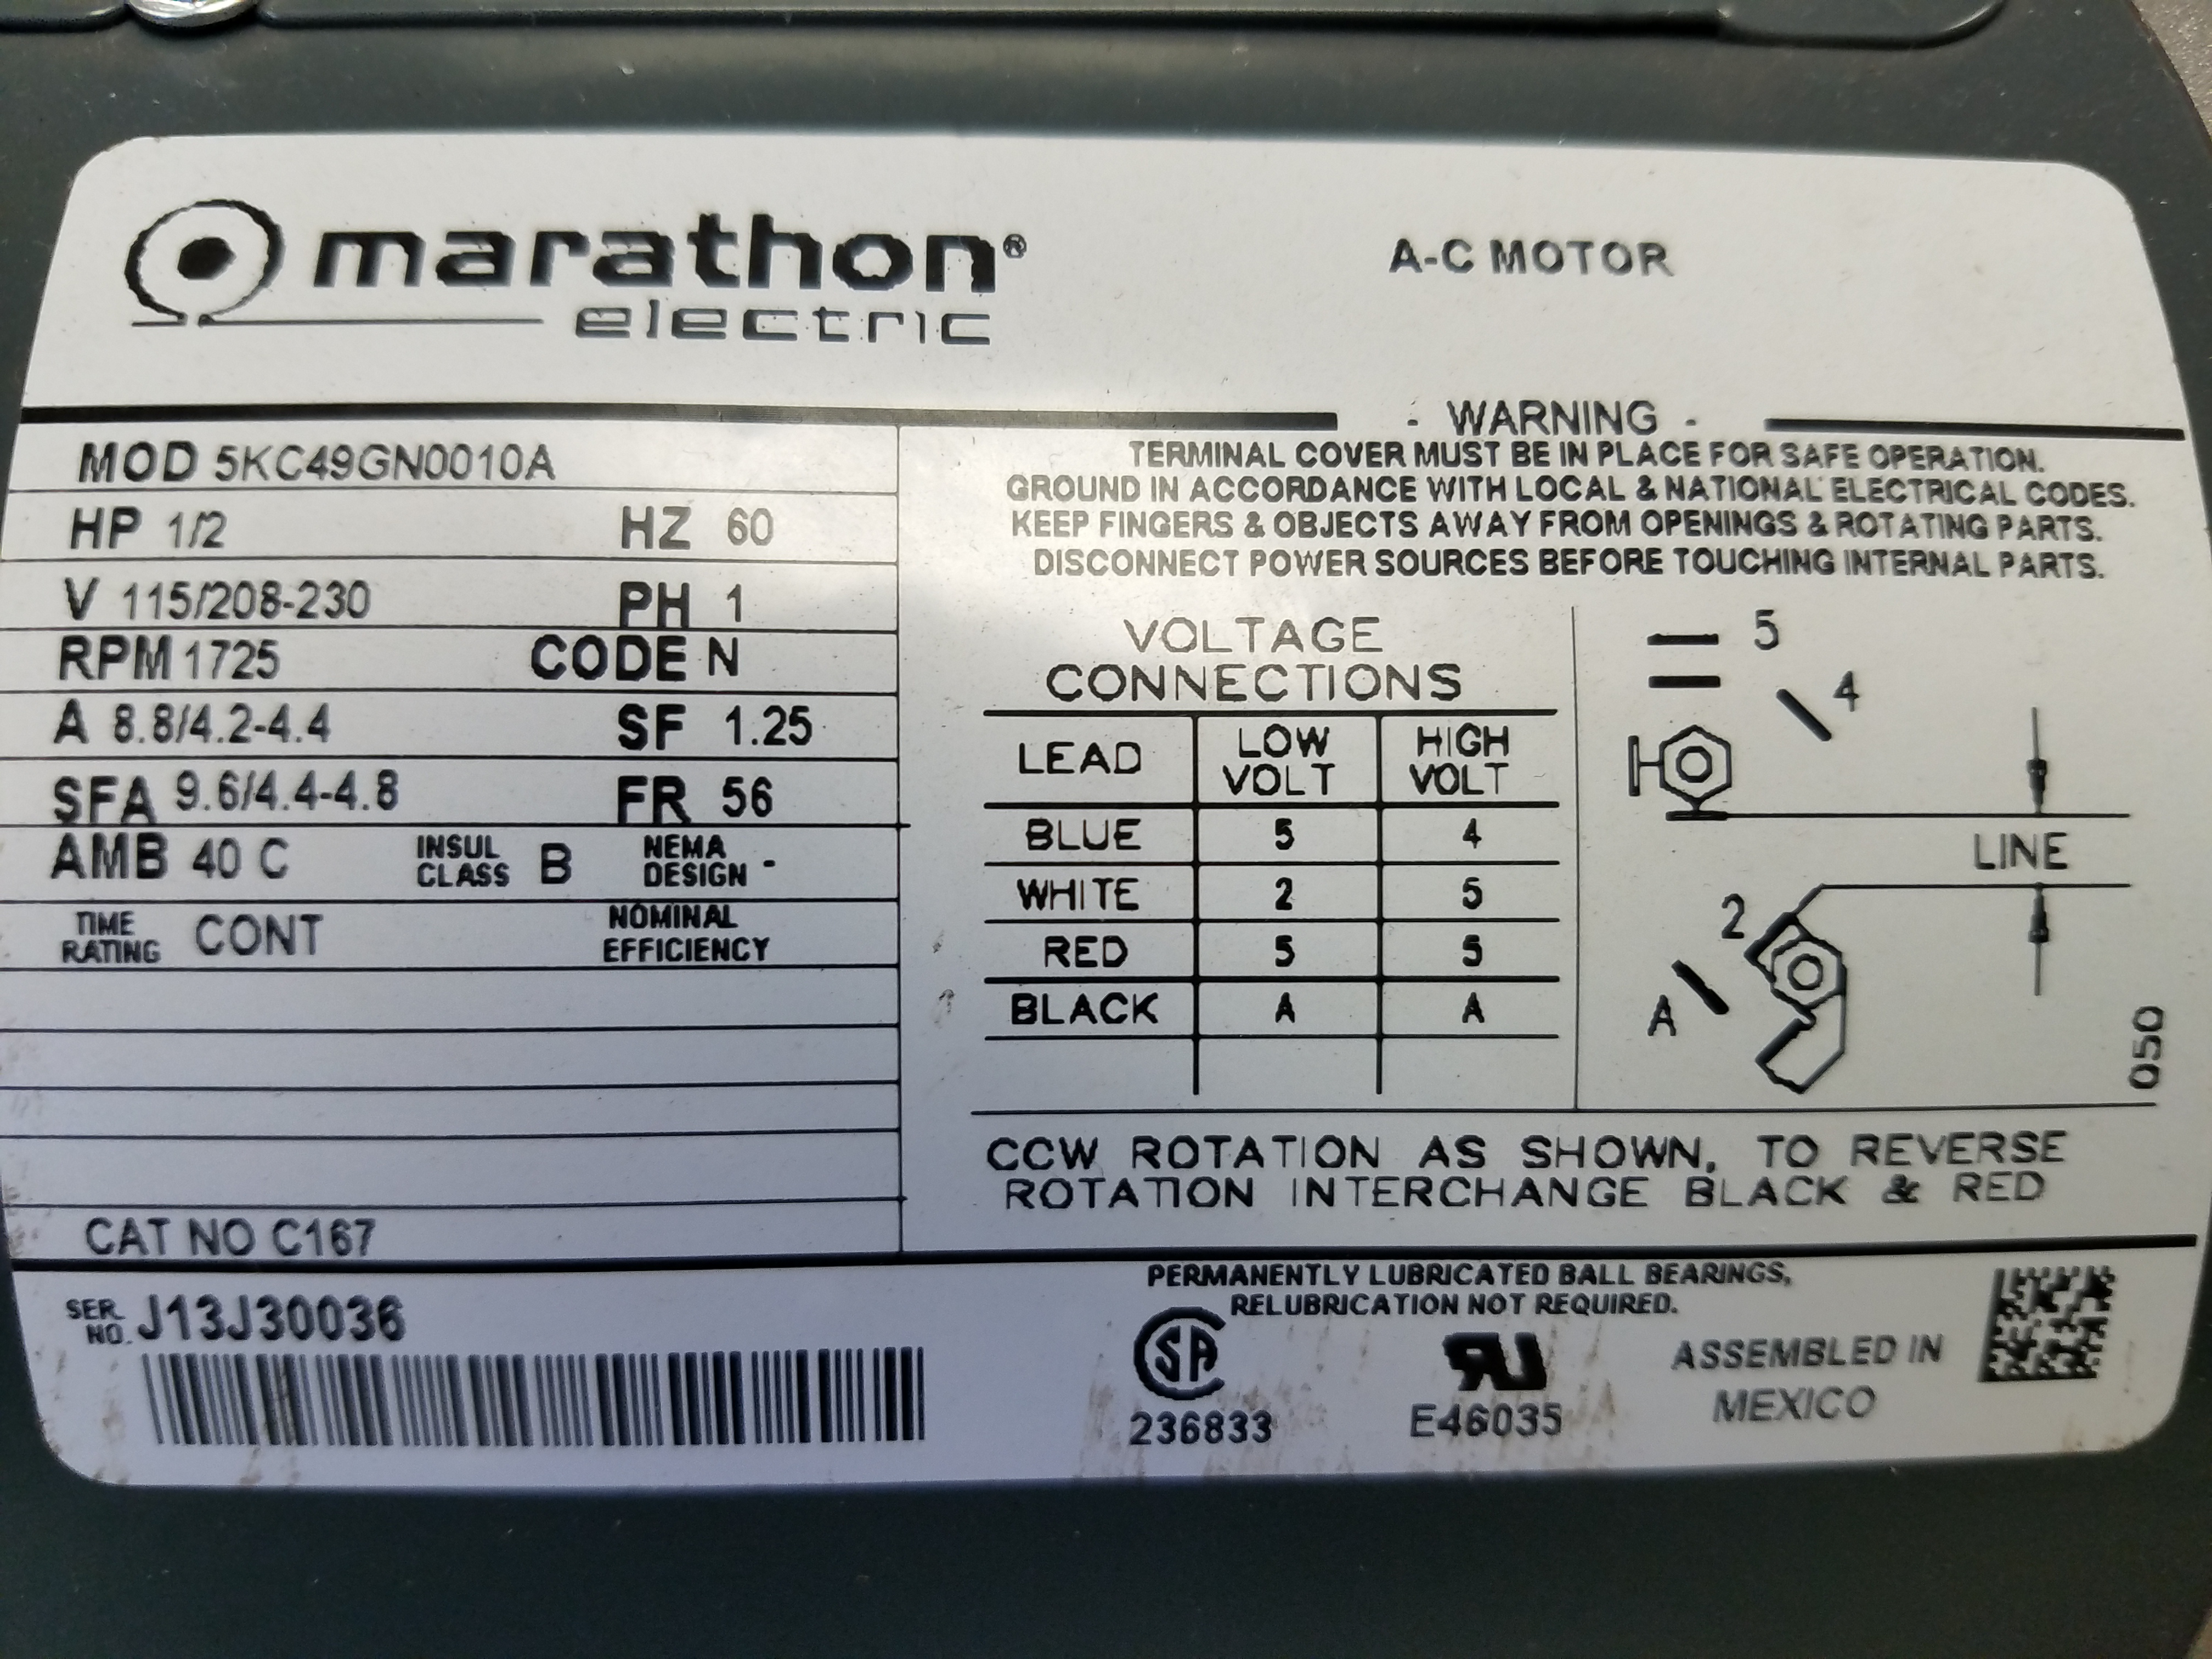 marathon®
electric
A-C MOTOR
MOD 5KC49GN0010A
HP 1/2 HZ 60
V 115/208-230 PH 1
RPM 1725 CODE N
A 8.8/4.2-4.4 SF 1.25
SFA 9.6/4.4-4.8 FR 56
AMB 40 C INSUL CLASS B NEMA DESIGN -
TIME RATING CONT NOMINAL EFFICIENCY
CAT NO C167
- WARNING -
TERMINAL COVER MUST BE IN PLACE FOR SAFE OPERATION.
GROUND IN ACCORDANCE WITH LOCAL & NATIONAL ELECTRICAL CODES.
KEEP FINGERS & OBJECTS AWAY FROM OPENINGS & ROTATING PARTS.
DISCONNECT POWER SOURCES BEFORE TOUCHING INTERNAL PARTS.
VOLTAGE
CONNECTIONS
LEAD LOW VOLT HIGH VOLT
BLUE 5 4
WHITE 2 5
RED 5 5
BLACK A A
5
4
LINE
2
A
050
CCW ROTATION AS SHOWN, TO REVERSE
ROTATION INTERCHANGE BLACK & RED
SER. NO. J13J30036
PERMANENTLY LUBRICATED BALL BEARINGS,
RELUBRICATION NOT REQUIRED.
SA
236833
RU
E46035
ASSEMBLED IN
MEXICO